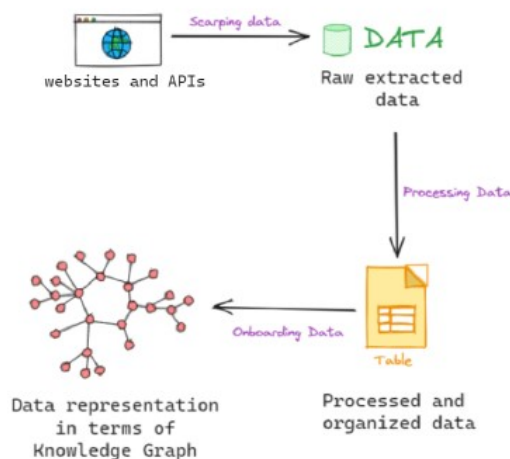 Scarping data
DATA
websites and APIs
Raw extracted
data
Processing Data
Onboarding Data
Table
Data representation
in terms of
Knowledge Graph
Processed and
organized data